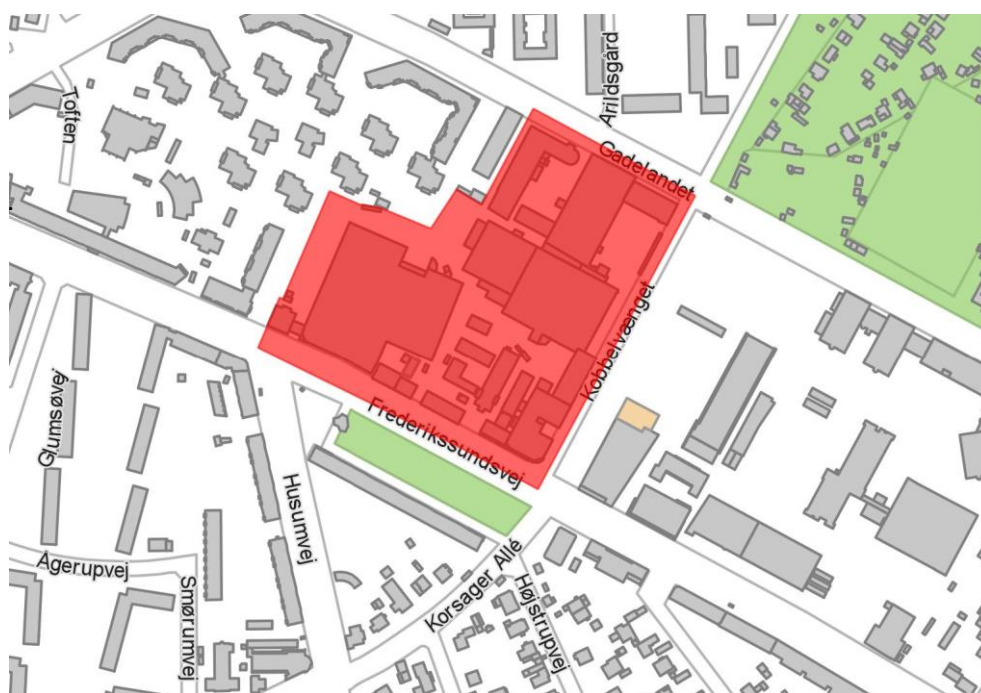 Toften
Arildsgård
Gadelandet
Kobbelvænget
Frederikssundsvej
Glumsøvej
Husumvej
Agerupvej
Smørumvej
Korsager Allé
Højstrupvej